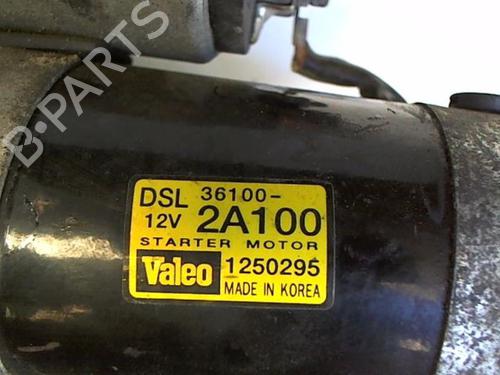 B-PARTS
DSL 36100-
12V 2A100
STARTER MOTOR
Valeo 1250295
MADE IN KOREA